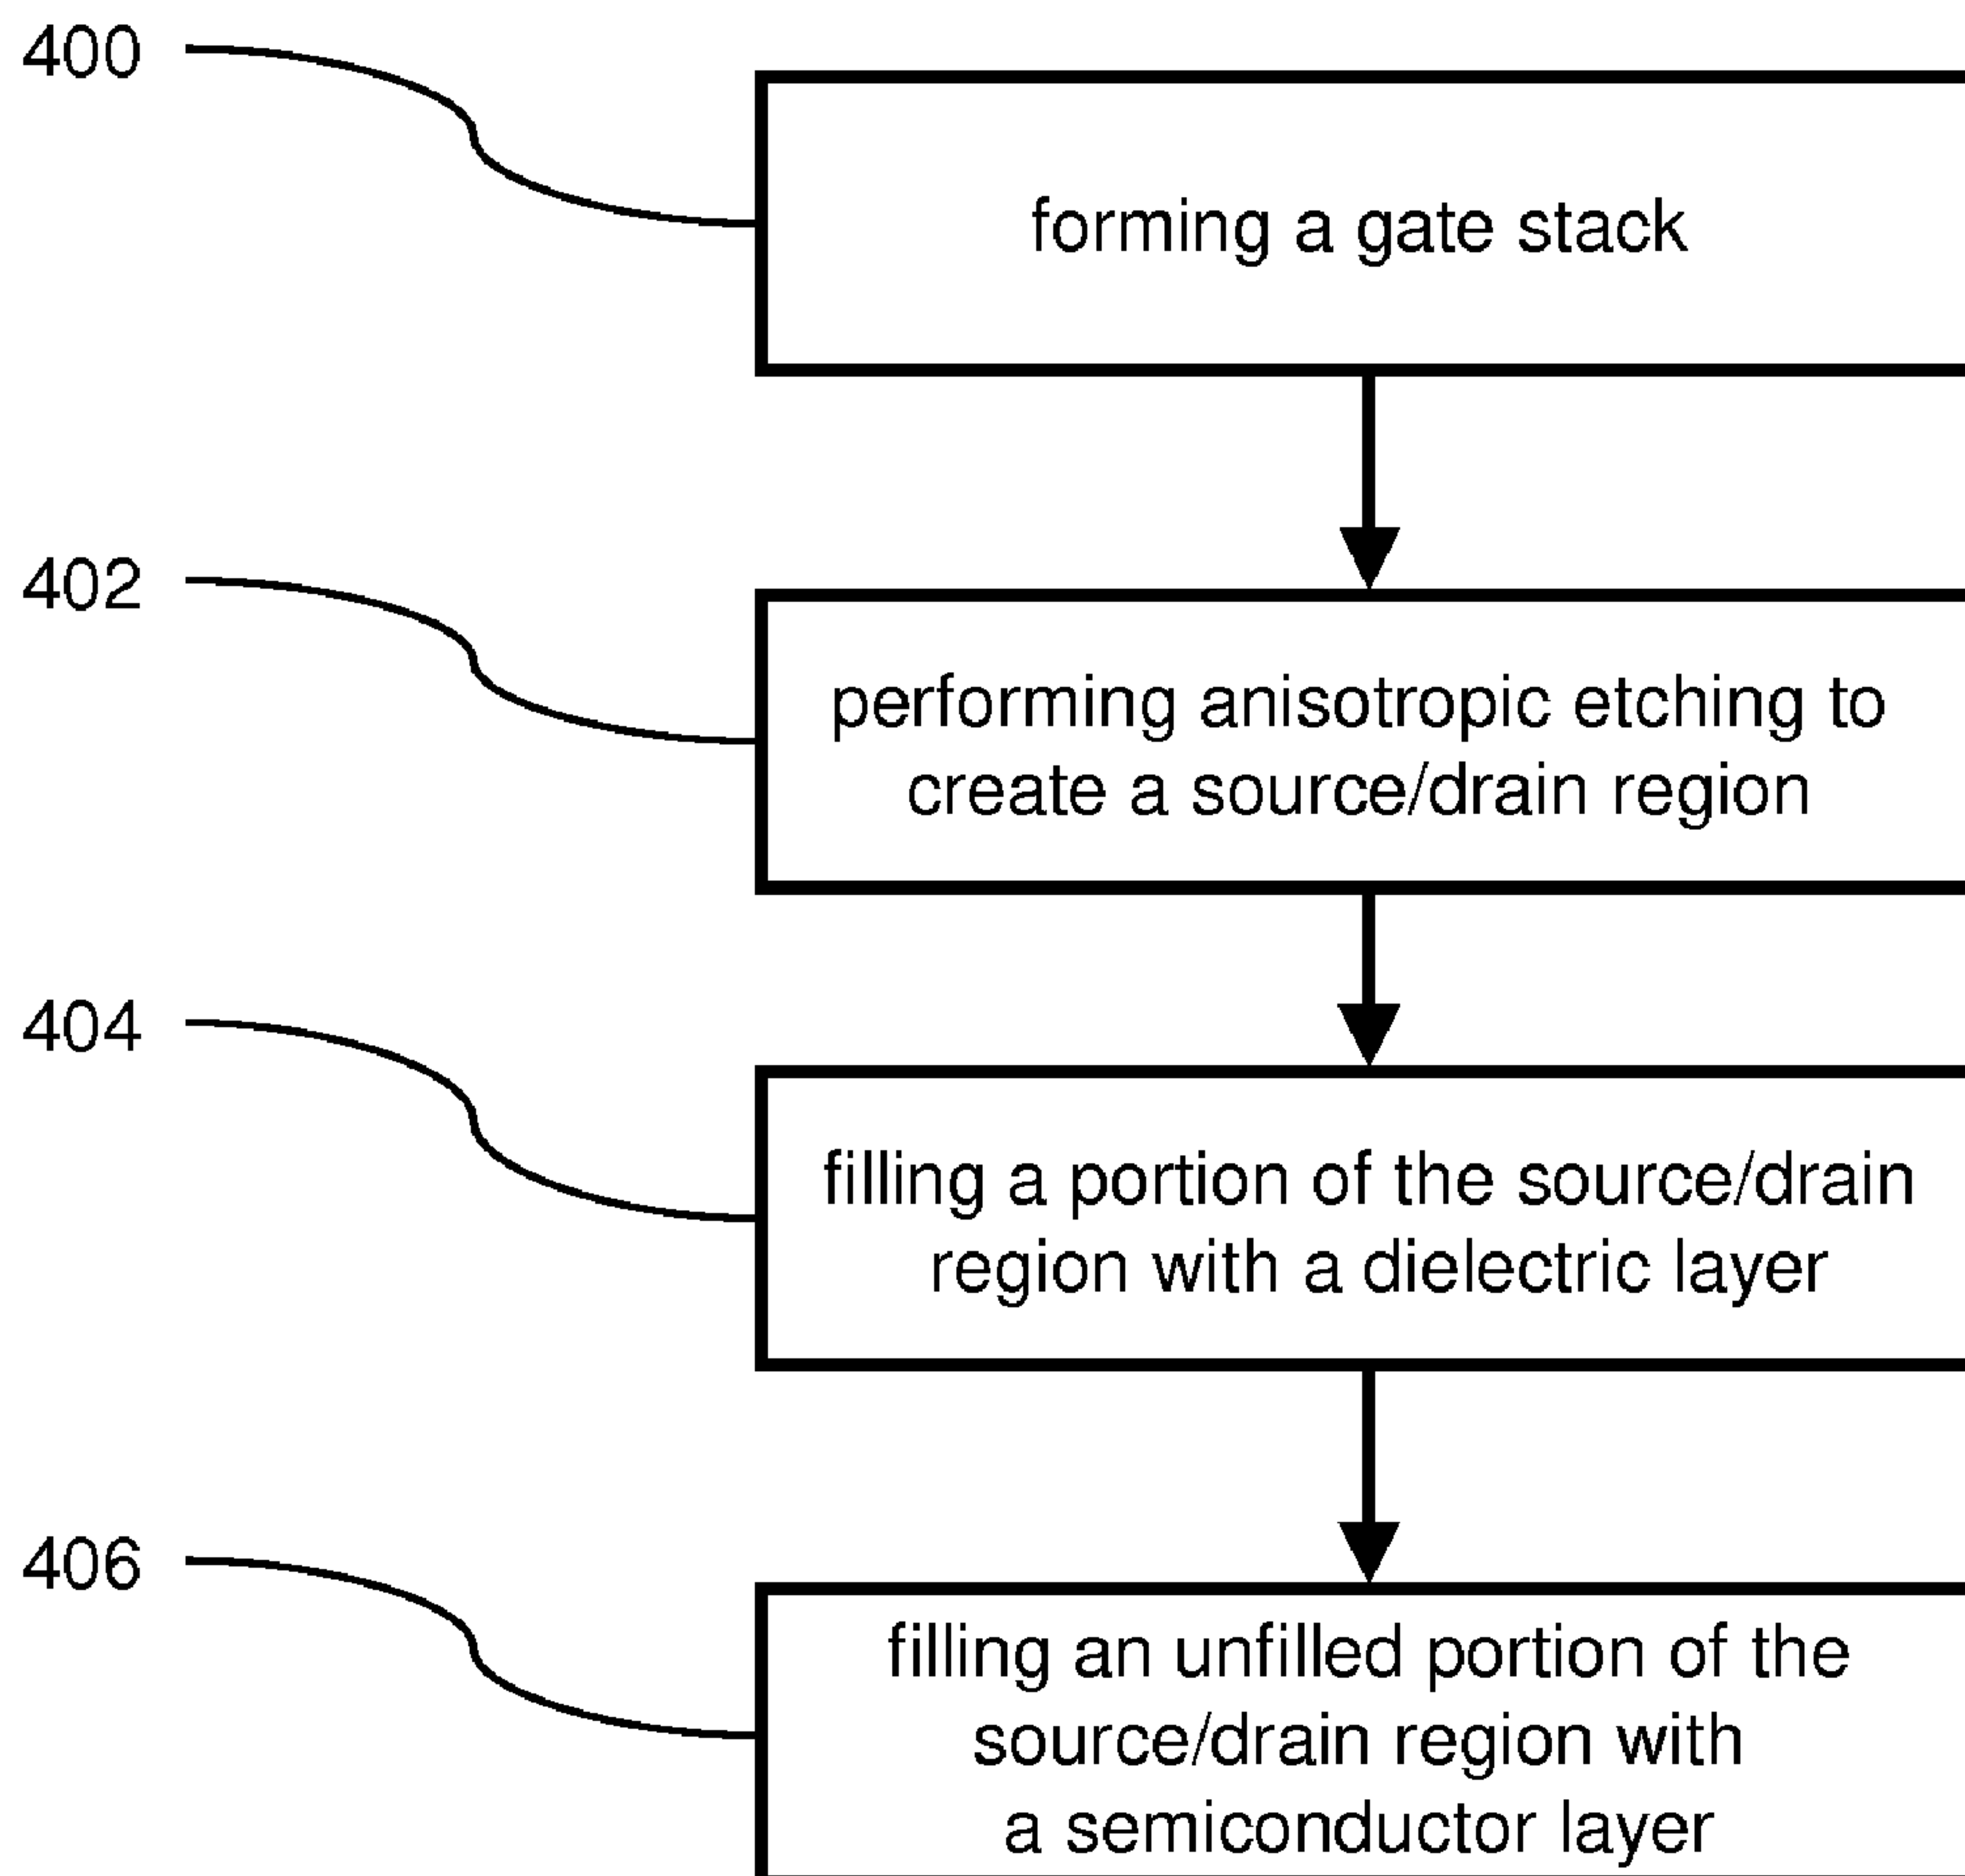 400
forming a gate stack
402
performing anisotropic etching to
create a source/drain region
404
filling a portion of the source/drain
region with a dielectric layer
406
filling an unfilled portion of the
source/drain region with
a semiconductor layer